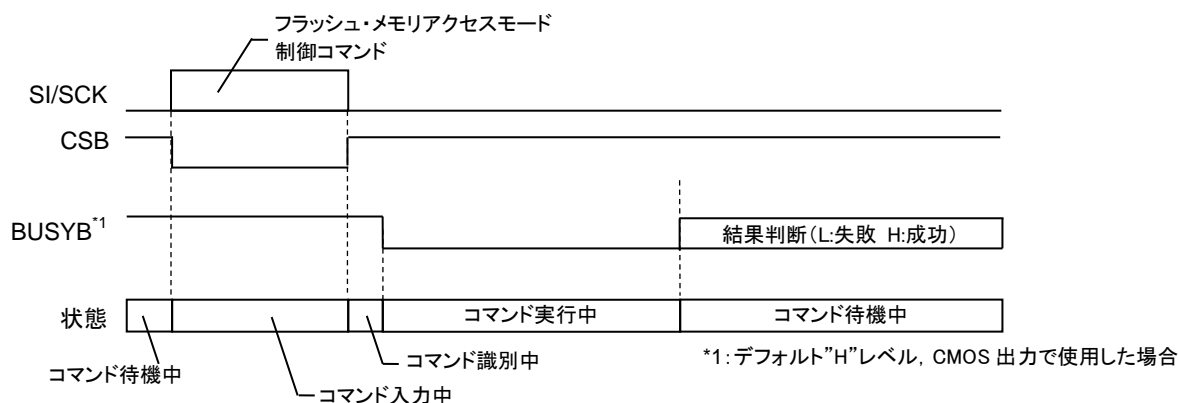 フラッシュ・メモリアクセスモード
制御コマンド
SI/SCK
CSB
BUSYB*1
結果判断(L:失敗 H:成功)
状態
コマンド実行中
コマンド待機中
コマンド待機中
コマンド識別中
コマンド入力中
*1:デフォルト”H”レベル, CMOS 出力で使用した場合